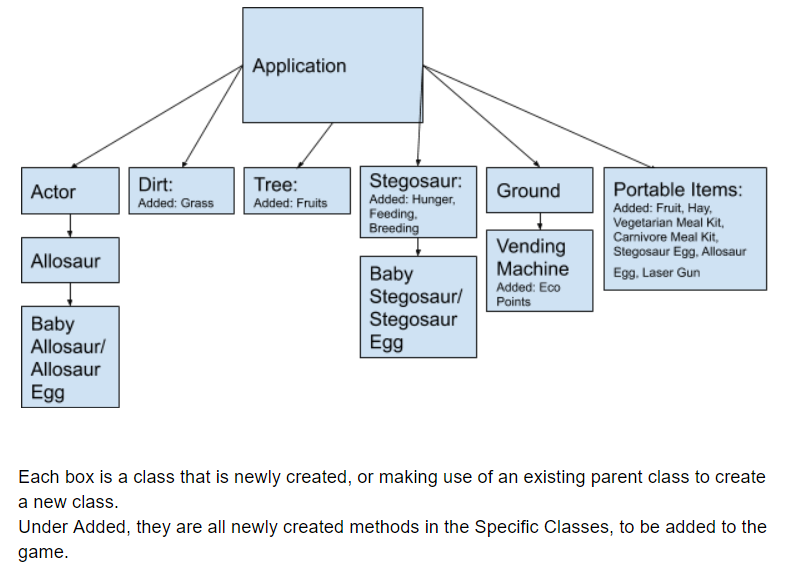 Application
Actor
Dirt:
Added: Grass
Tree:
Added: Fruits
Stegosaur:
Added: Hunger,
Feeding,
Breeding
Ground
Portable Items:
Added: Fruit, Hay,
Vegetarian Meal Kit,
Carnivore Meal Kit,
Stegosaur Egg, Allosaur
Egg, Laser Gun
Allosaur
Vending
Machine
Added: Eco
Points
Baby
Allosaur/
Allosaur
Egg
Baby
Stegosaur/
Stegosaur
Egg
Each box is a class that is newly created, or making use of an existing parent class to create
a new class.
Under Added, they are all newly created methods in the Specific Classes, to be added to the
game.